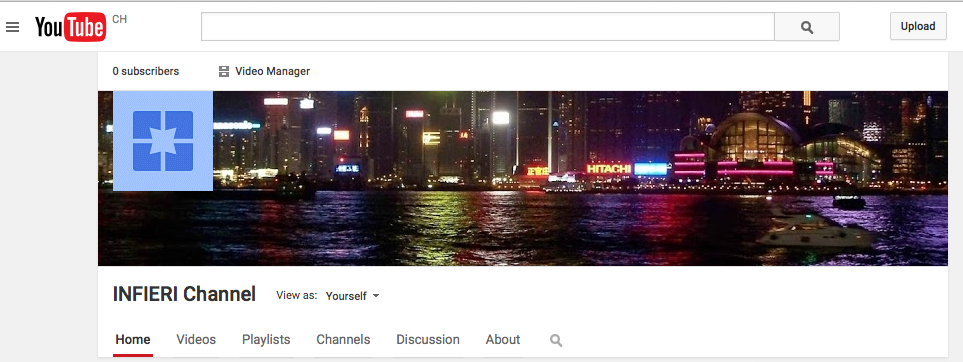 YouTube CH
Upload
0 subscribers Video Manager
HITACHI
INFIERI Channel View as: Yourself
Home Videos Playlists Channels Discussion About